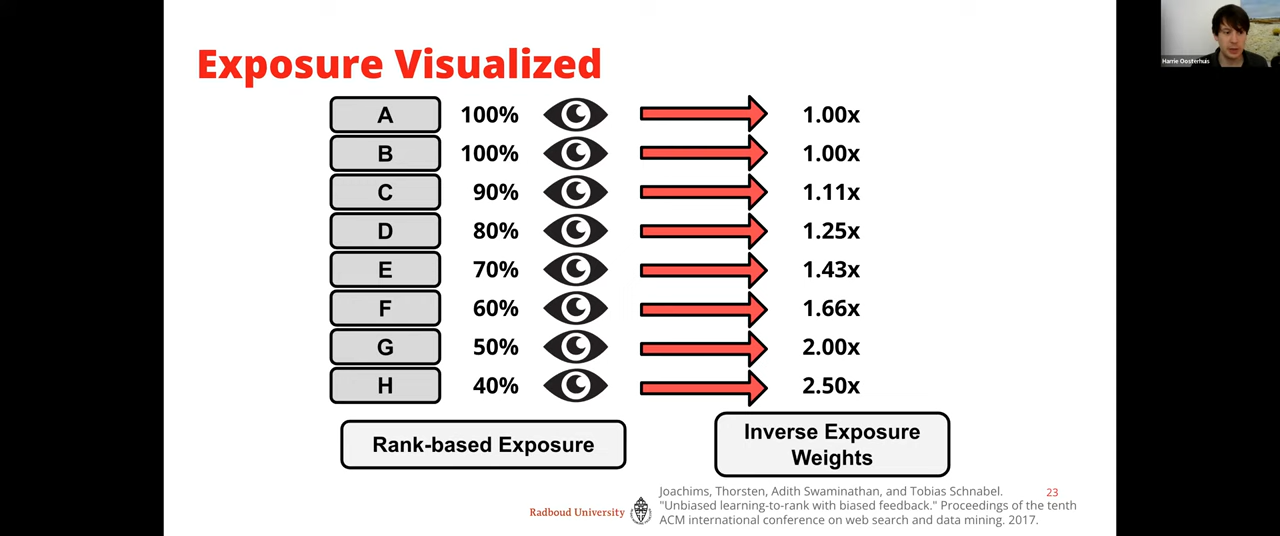 Exposure Visualized
A 100% 1.00x
B 100% 1.00x
C 90% 1.11x
D 80% 1.25x
E 70% 1.43x
F 60% 1.66x
G 50% 2.00x
H 40% 2.50x
Rank-based Exposure
Inverse Exposure
Weights
Joachims, Thorsten, Adith Swaminathan, and Tobias Schnabel.
"Unbiased learning-to-rank with biased feedback." Proceedings of the tenth
ACM international conference on web search and data mining. 2017.
23
Radboud University
Harrie Oosterhuis